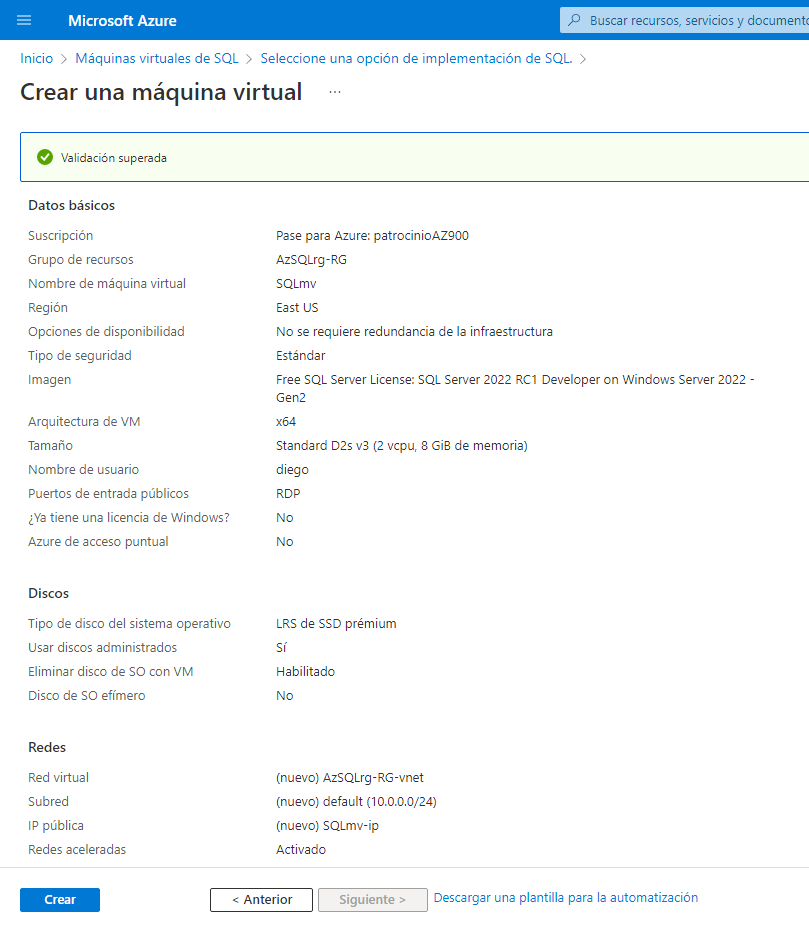 Microsoft Azure
Buscar recursos, servicios y documento
Inicio > Máquinas virtuales de SQL > Seleccione una opción de implementación de SQL. >
Crear una máquina virtual ...
Validación superada
Datos básicos
Suscripción Pase para Azure: patrocinioAZ900
Grupo de recursos AzSQLrg-RG
Nombre de máquina virtual SQLmv
Región East US
Opciones de disponibilidad No se requiere redundancia de la infraestructura
Tipo de seguridad Estándar
Imagen Free SQL Server License: SQL Server 2022 RC1 Developer on Windows Server 2022 -
Gen2
Arquitectura de VM x64
Tamaño Standard D2s v3 (2 vcpu, 8 GiB de memoria)
Nombre de usuario diego
Puertos de entrada públicos RDP
¿Ya tiene una licencia de Windows? No
Azure de acceso puntual No
Discos
Tipo de disco del sistema operativo LRS de SSD prémium
Usar discos administrados Sí
Eliminar disco de SO con VM Habilitado
Disco de SO efímero No
Redes
Red virtual (nuevo) AzSQLrg-RG-vnet
Subred (nuevo) default (10.0.0.0/24)
IP pública (nuevo) SQLmv-ip
Redes aceleradas Activado
Crear < Anterior Siguiente > Descargar una plantilla para la automatización